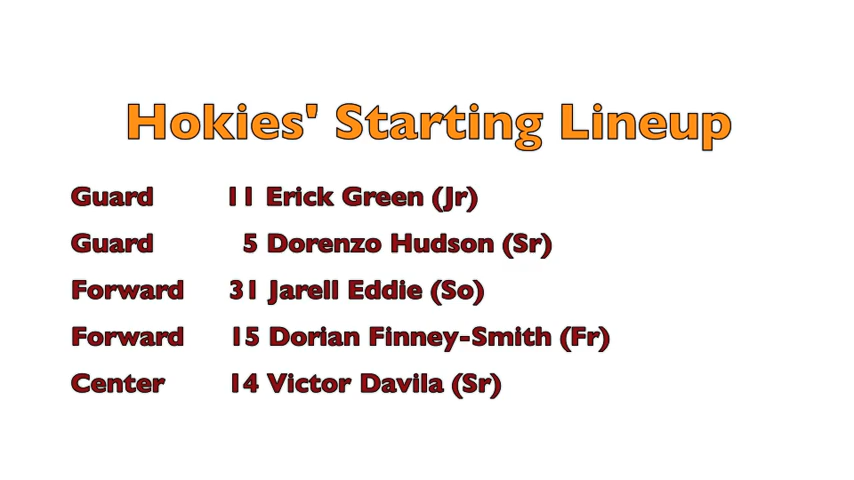 Hokies' Starting Lineup
Guard 11 Erick Green (Jr)
Guard 5 Dorenzo Hudson (Sr)
Forward 31 Jarell Eddie (So)
Forward 15 Dorian Finney-Smith (Fr)
Center 14 Victor Davila (Sr)